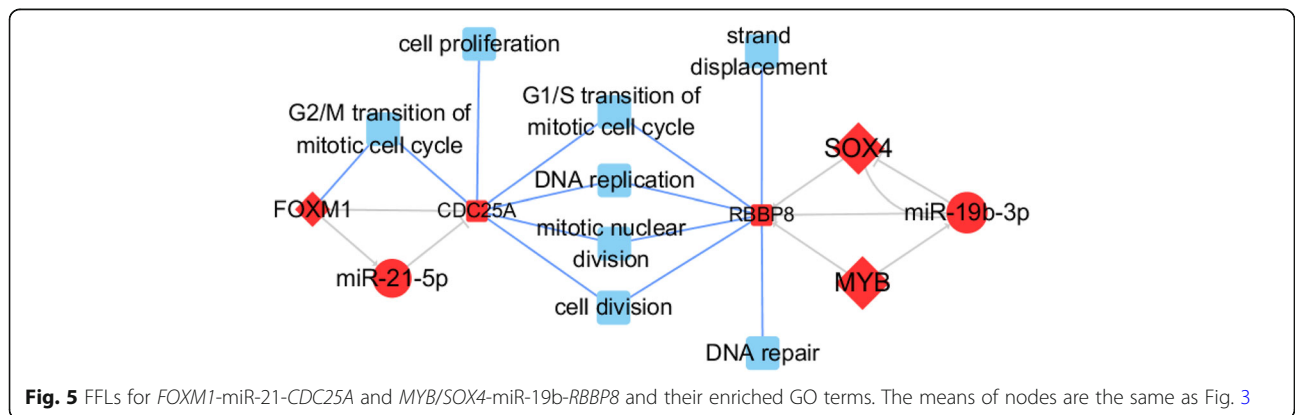 cell proliferation
strand
displacement
G2/M transition of
mitotic cell cycle
G1/S transition of
mitotic cell cycle
SOX4
DNA replication
FOXM1
CDC25A
RBBP8
miR-19b-3p
mitotic nuclear
division
miR-21-5p
MYB
cell division
DNA repair
Fig. 5 FFLs for FOXM1-miR-21-CDC25A and MYB/SOX4-miR-19b-RBBP8 and their enriched GO terms. The means of nodes are the same as Fig. 3